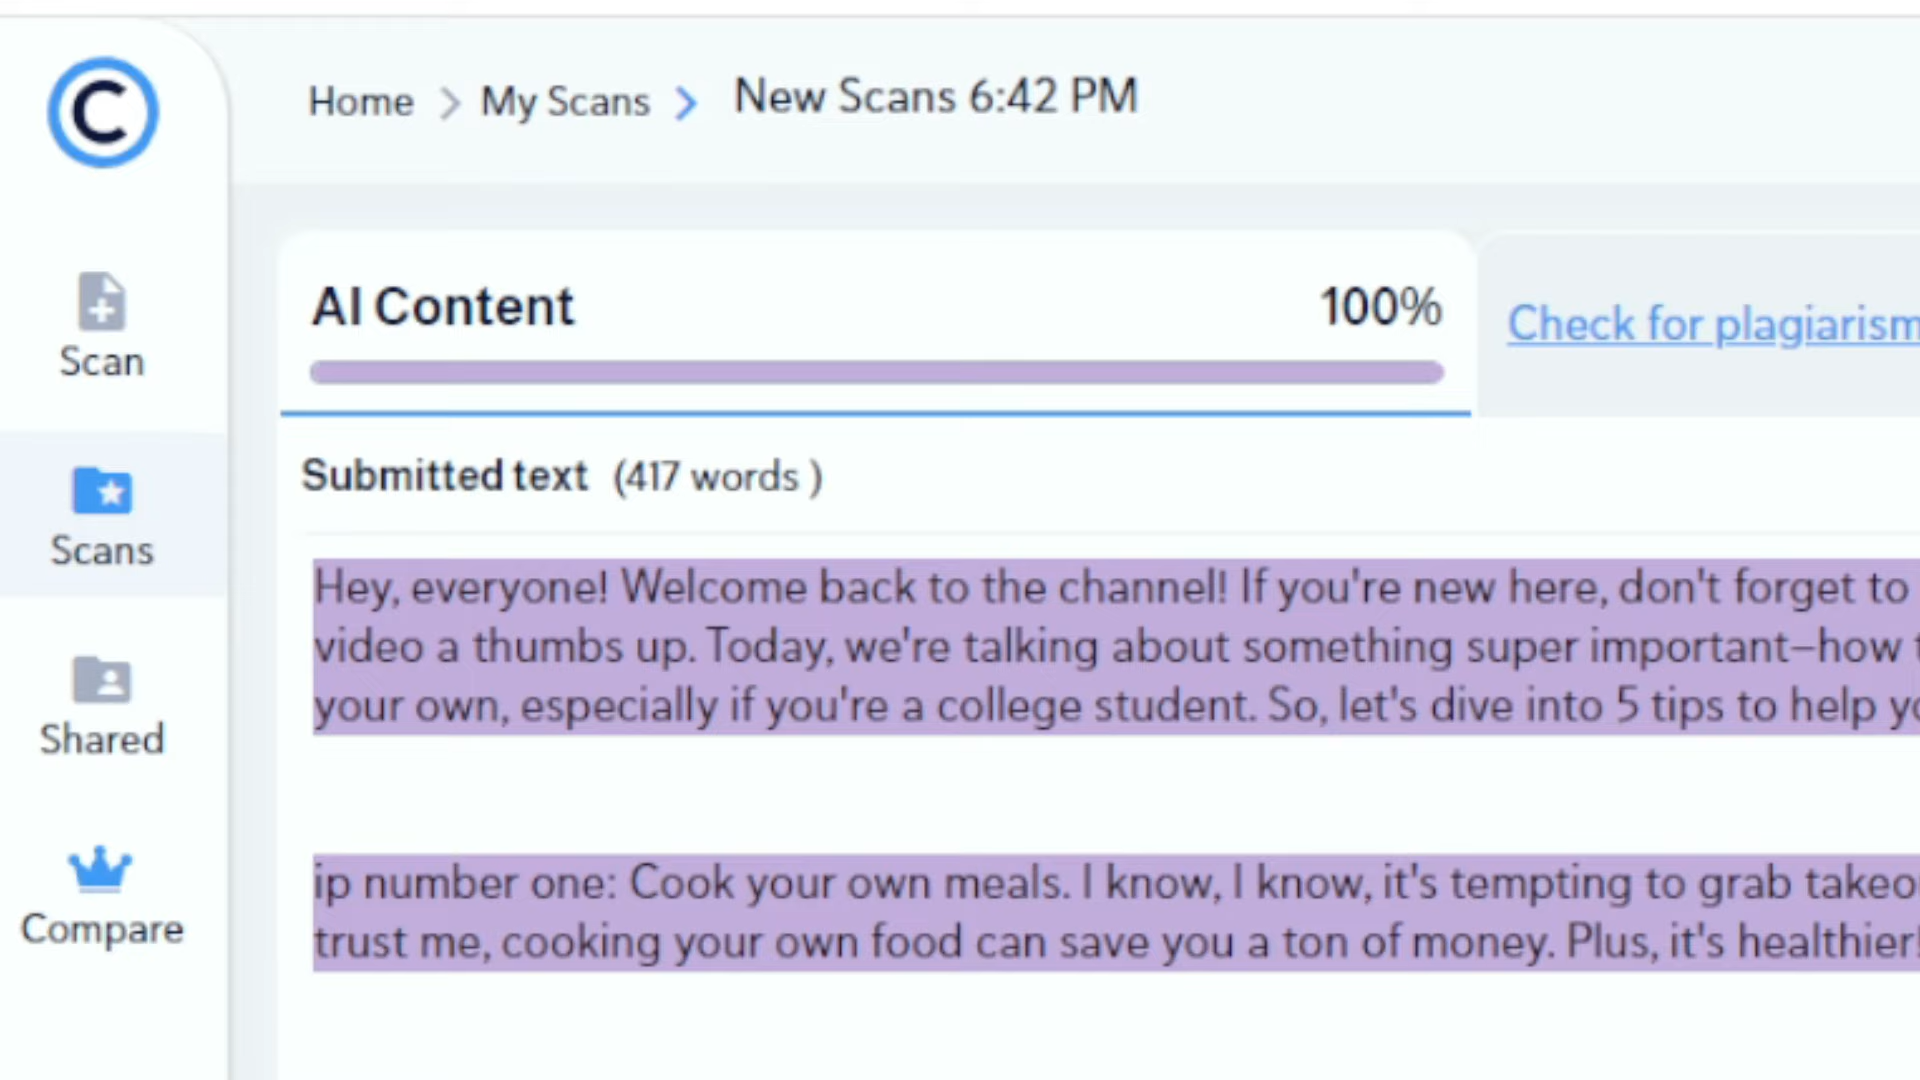 C
Home > My Scans > New Scans 6:42 PM
AI Content 100%
Check for plagiarism
Scan
Submitted text (417 words )
Scans
Hey, everyone! Welcome back to the channel! If you're new here, don't forget to
video a thumbs up. Today, we're talking about something super important—how
your own, especially if you're a college student. So, let's dive into 5 tips to help
Shared
ip number one: Cook your own meals. I know, I know, it's tempting to grab
trust me, cooking your own food can save you a ton of money. Plus, it's healthier
Compare